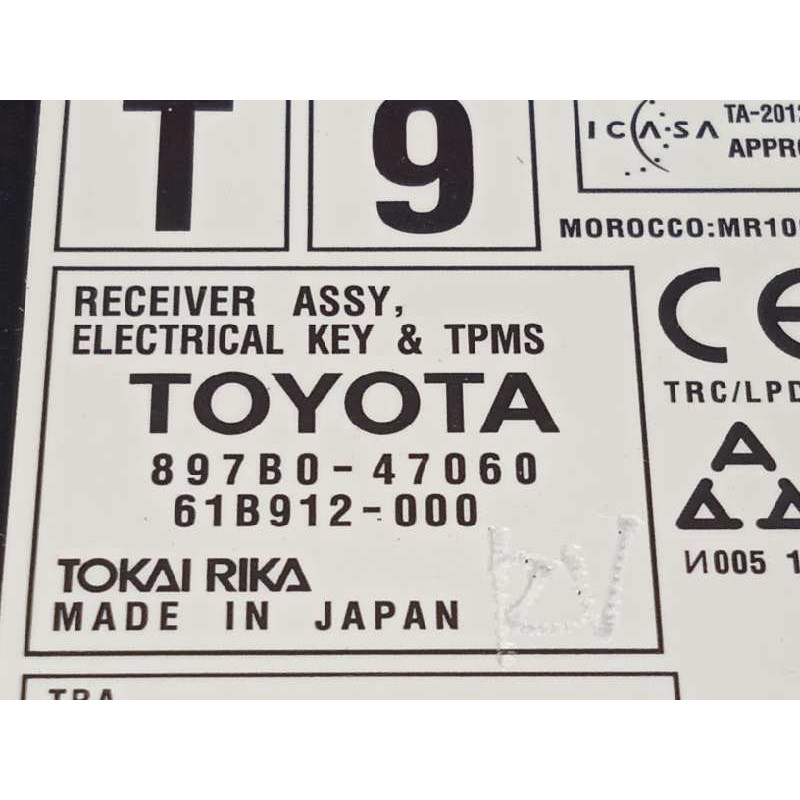 T 9
ICASA TA-2012
APPRO
MOROCCO:MR10
RECEIVER ASSY,
ELECTRICAL KEY & TPMS
TOYOTA
897B0-47060
61B912-000
TOKAI RIKA
MADE IN JAPAN
CE
TRC/LPD
И005 1
TRA